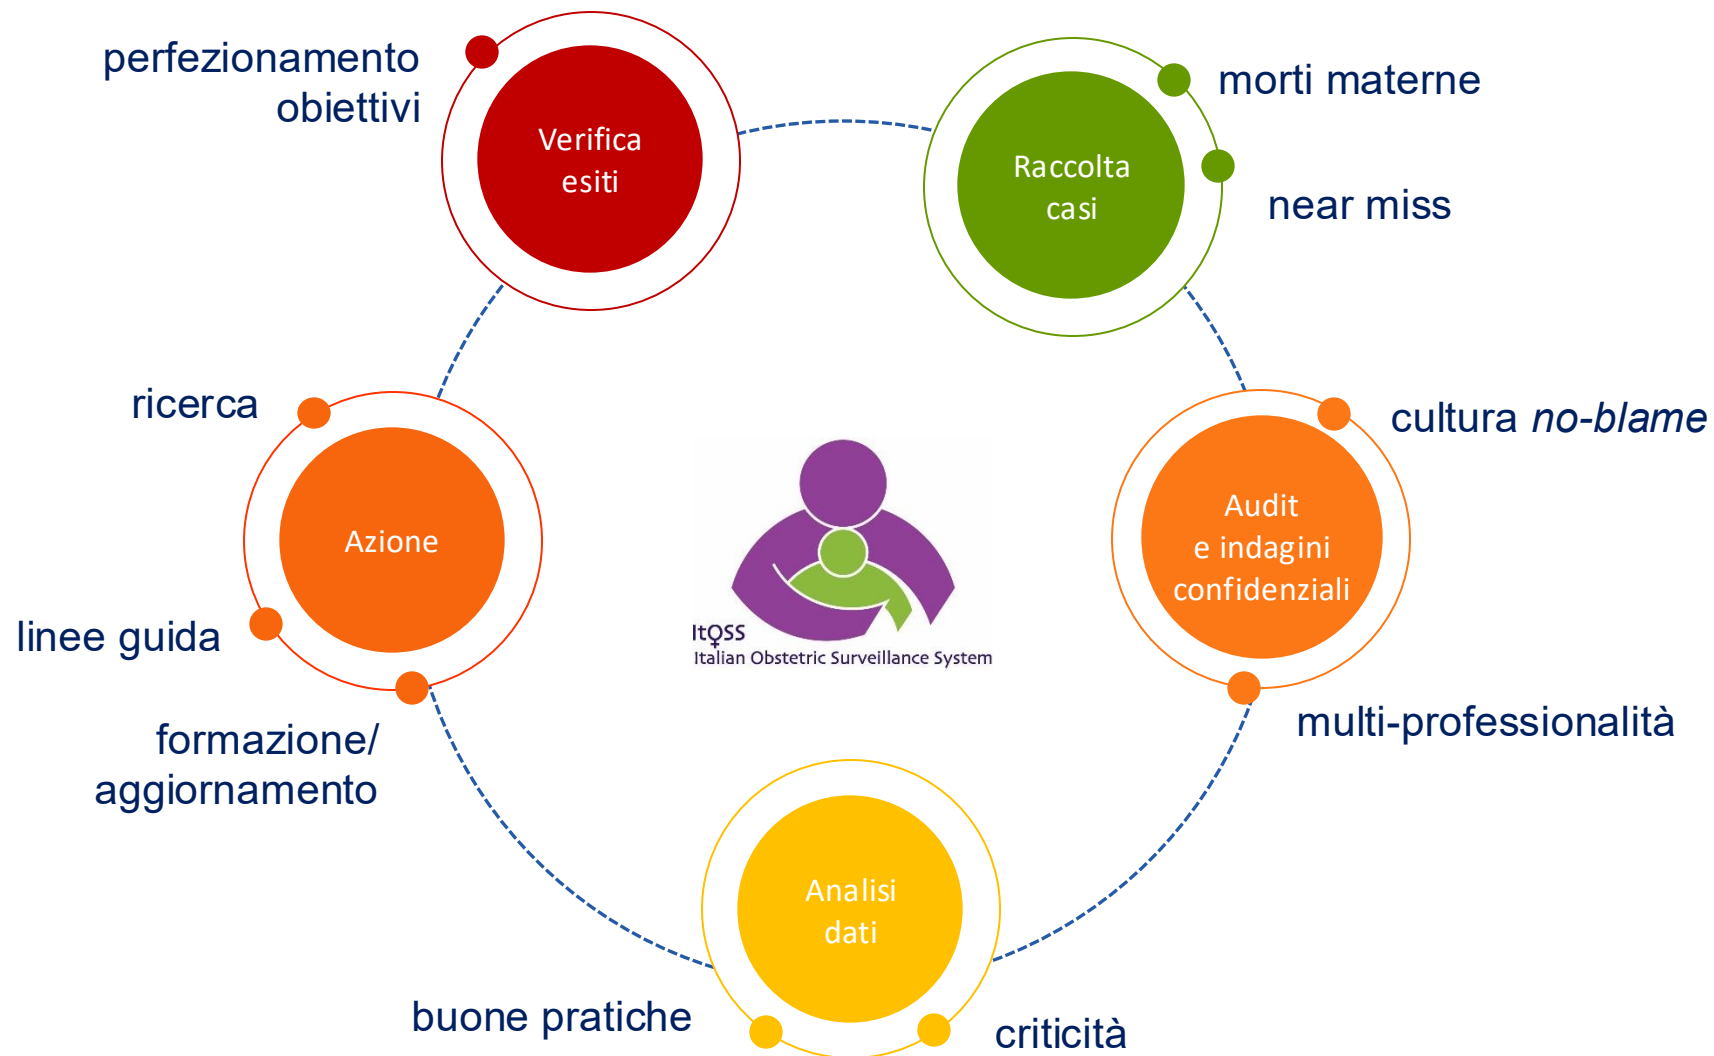 perfezionamento
obiettivi
Verifica
esiti
Raccolta
casi
morti materne
near miss
ricerca
Azione
linee guida
formazione/
aggiornamento
cultura no-blame
Audit
e indagini
confidenziali
multi-professionalità
ItOSS
Italian Obstetric Surveillance System
Analisi
dati
buone pratiche
criticità